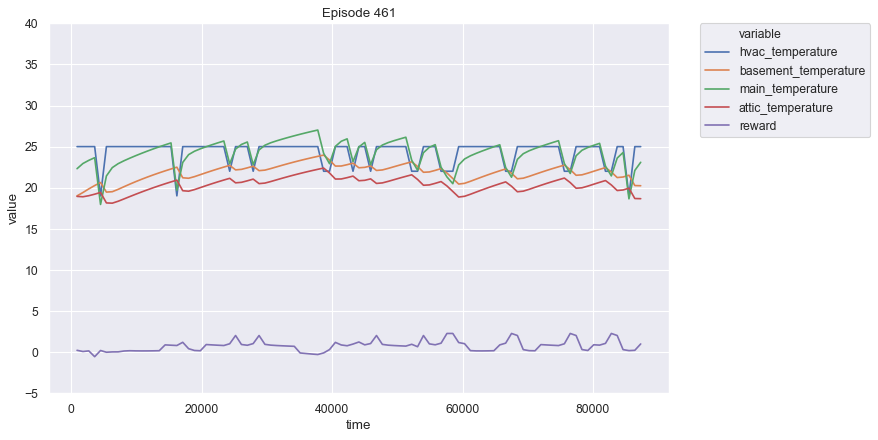 Episode 461
value
40
35
30
25
20
15
10
5
0
−5
0 20000 40000 60000 80000
time
variable
hvac_temperature
basement_temperature
main_temperature
attic_temperature
reward